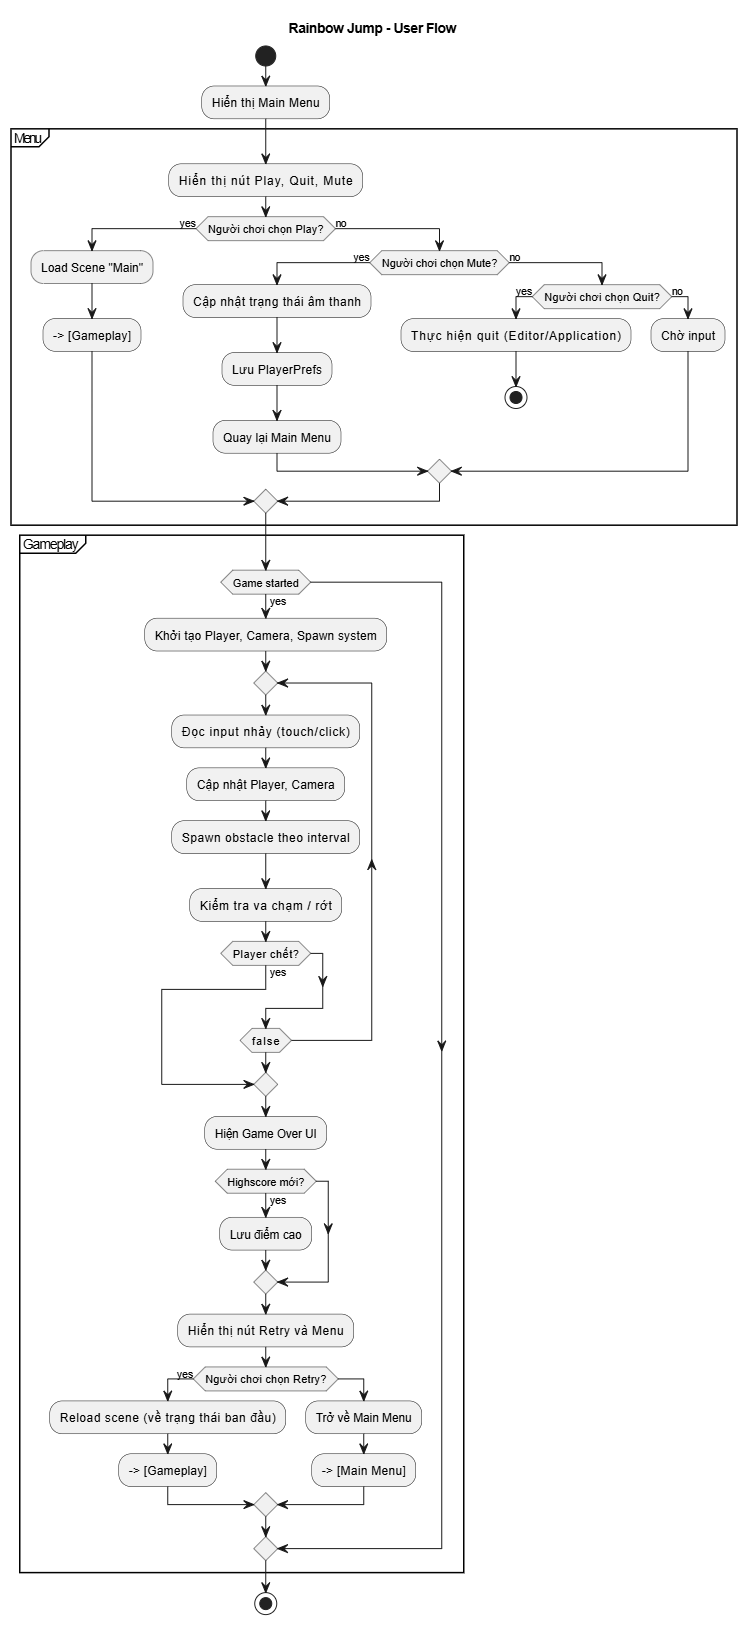 Rainbow Jump - User Flow
Hiển thị Main Menu
Menu
Hiển thị nút Play, Quit, Mute
yes
Người chơi chọn Play?
no
Load Scene "Main"
-> [Gameplay]
yes
Người chơi chọn Mute?
no
Cập nhật trạng thái âm thanh
Lưu PlayerPrefs
Quay lại Main Menu
yes
Người chơi chọn Quit?
no
Thực hiện quit (Editor/Application)
Chờ input
Gameplay
Game started
yes
Khởi tạo Player, Camera, Spawn system
Đọc input nhảy (touch/click)
Cập nhật Player, Camera
Spawn obstacle theo interval
Kiểm tra va chạm / rớt
Player chết?
yes
false
Hiện Game Over UI
Highscore mới?
yes
Lưu điểm cao
Hiển thị nút Retry và Menu
yes
Người chơi chọn Retry?
Reload scene (về trạng thái ban đầu)
-> [Gameplay]
Trở về Main Menu
-> [Main Menu]